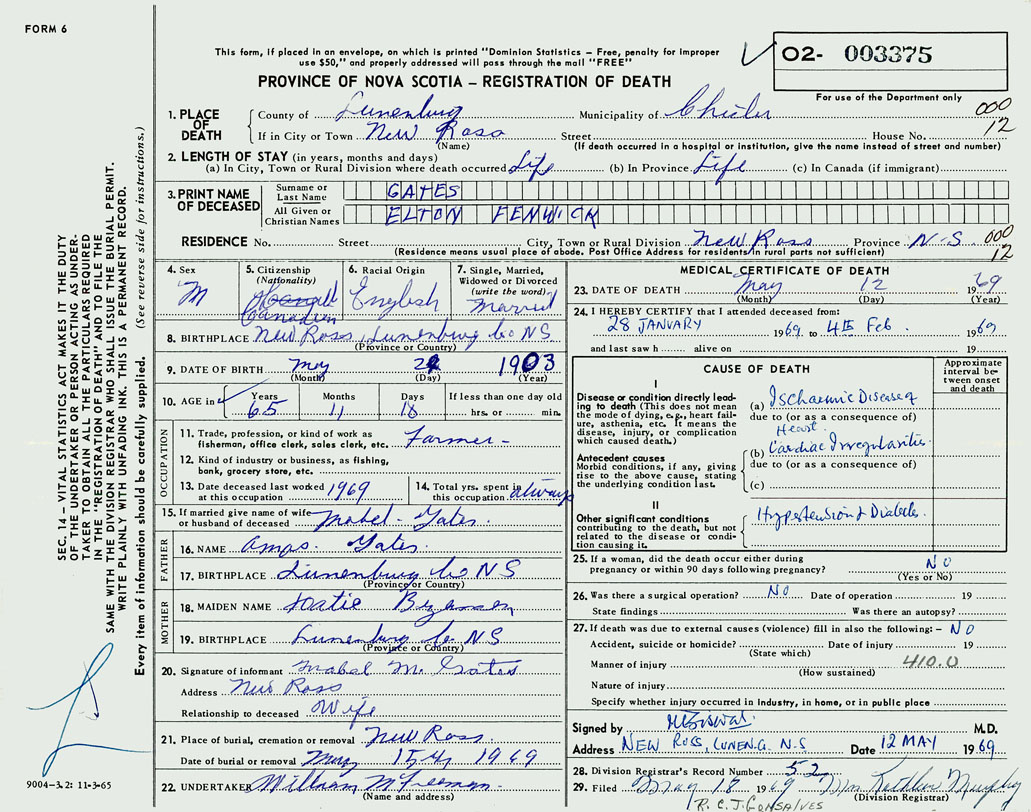 FORM 6
This form, if placed in an envelope, on which is printed "Dominion Statistics – Free, penalty for improper
use $50," and properly addressed will pass through the mail "FREE"
PROVINCE OF NOVA SCOTIA – REGISTRATION OF DEATH
02- 003375
For use of the Department only
1. PLACE OF DEATH
County of Lunenburg Municipality of Chester 000
If in City or Town New Ross Street House No. 12
(Name) (If death occurred in a hospital or institution, give the name instead of street and number)
2. LENGTH OF STAY (in years, months and days)
(a) In City, Town or Rural Division where death occurred Life (b) In Province Life (c) In Canada (if immigrant)
3. PRINT NAME OF DECEASED
Surname or Last Name GATES
All Given or Christian Names ELTON FENWICK
RESIDENCE No. Street City, Town or Rural Division New Ross Province N-S 000
(Residence means usual place of abode. Post Office Address for residents in rural parts not sufficient) 12
4. Sex M
5. Citizenship (Nationality) Canadian
6. Racial Origin English
7. Single, Married, Widowed or Divorced (write the word) Married
8. BIRTHPLACE New Ross, Lunenburg Co NS
(Province or Country)
9. DATE OF BIRTH May 24 1903
(Month) (Day) (Year)
10. AGE in Years 65 Months 11 Days 18 If less than one day old hrs. or min.
OCCUPATION
11. Trade, profession, or kind of work as fisherman, office clerk, sales clerk, etc. Farmer -
12. Kind of industry or business, as fishing, bank, grocery store, etc.
13. Date deceased last worked at this occupation 1969
14. Total yrs. spent in this occupation always
15. If married give name of wife or husband of deceased Mabel - Gates
FATHER
16. NAME Amos. Gates.
17. BIRTHPLACE Lunenburg Co NS
(Province or Country)
MOTHER
18. MAIDEN NAME
19. BIRTHPLACE Lunenburg Co NS
(Province or Country)
20. Signature of informant Mabel M. Gates
Address New Ross
Relationship to deceased Wife
21. Place of burial, cremation or removal New Ross.
Date of burial or removal May 15th 1969
22. UNDERTAKER William
(Name and address)
MEDICAL CERTIFICATE OF DEATH
23. DATE OF DEATH May 12 1969
(Month) (Day) (Year)
24. I HEREBY CERTIFY that I attended deceased from:
28 JANUARY 1969 to 4th Feb. 1969
and last saw h alive on 19
CAUSE OF DEATH
Approximate interval between onset and death
I
Disease or condition directly leading to death (This does not mean the mode of dying, e.g., heart failure, asthenia, etc. It means the disease, injury, or complication which caused death.)
(a) Ischaemic Disease of
due to (or as a consequence of)
Heart.
Antecedent causes
Morbid conditions, if any, giving rise to the above cause, stating the underlying condition last.
(b) Cardiac Irregularities.
due to (or as a consequence of)
(c)
II
Other significant conditions contributing to the death, but not related to the disease or condition causing it.
Hypertension & Diabetes.
25. If a woman, did the death occur either during pregnancy or within 90 days following pregnancy? NO
(Yes or No)
26. Was there a surgical operation? NO Date of operation 19
State findings Was there an autopsy?
27. If death was due to external causes (violence) fill in also the following: – NO
Accident, suicide or homicide? Date of injury 19
(State which)
Manner of injury 410.0
(How sustained)
Nature of injury
Specify whether injury occurred in industry, in home, or in public place
Signed by M.D.
Address NEW ROSS, LUNEN.G. N.S Date 12 MAY 1969
28. Division Registrar's Record Number 52
29. Filed May 18 1969 Mrs Murphy
(Division Registrar)
R.C.J. GONSALVES
SEC. 14 – VITAL STATISTICS ACT MAKES IT THE DUTY
OF THE UNDERTAKER OR PERSON ACTING AS UNDER-
TAKER TO OBTAIN ALL THE PARTICULARS REQUIRED
IN THE "REGISTRATION OF DEATH" AND TO FILE THE
SAME WITH THE DIVISION REGISTRAR WHO SHALL ISSUE THE BURIAL PERMIT.
WRITE PLAINLY WITH UNFADING INK. THIS IS A PERMANENT RECORD.
Every item of information should be carefully supplied. (See reverse side for instructions.)
9004–3.2: 11-3-65